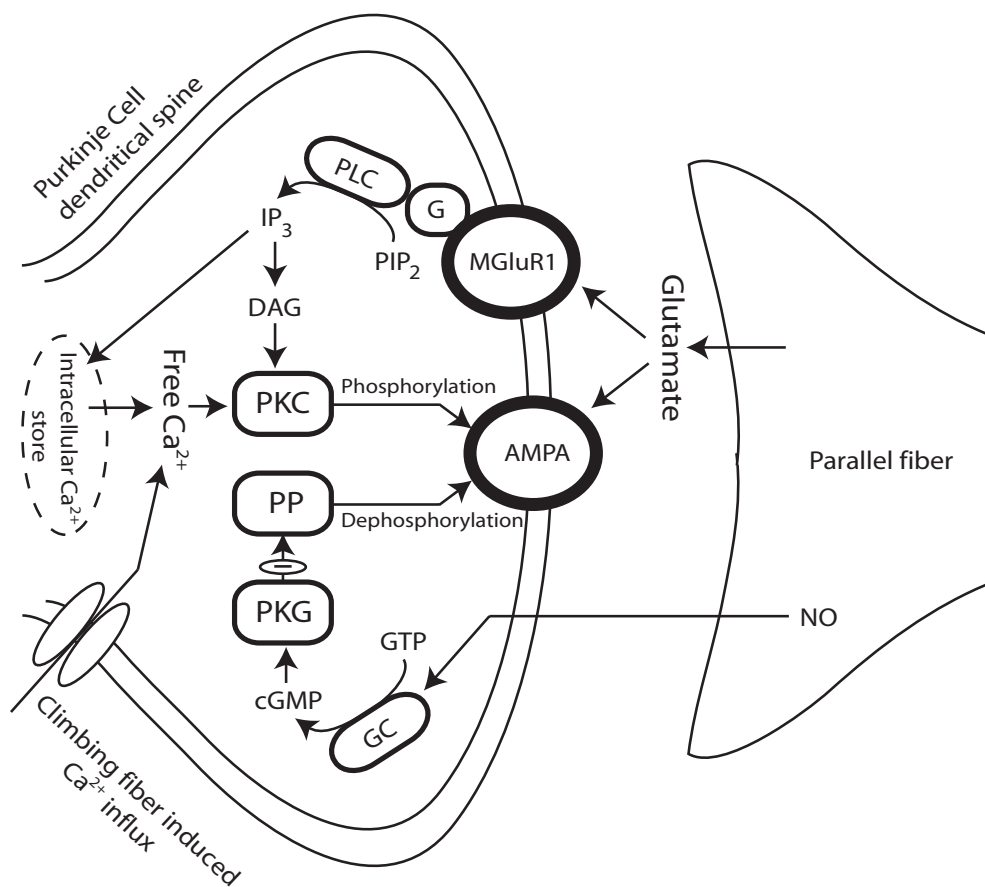 Purkinje Cell
dendritical spine
PLC
G
IP3
PIP2
MGluR1
DAG
Glutamate
Intracellular Ca2+
store
Free Ca2+
PKC
Phosphorylation
AMPA
Parallel fiber
PP
Dephosphorylation
−
PKG
NO
GTP
cGMP
GC
Climbing fiber induced
Ca2+ influx